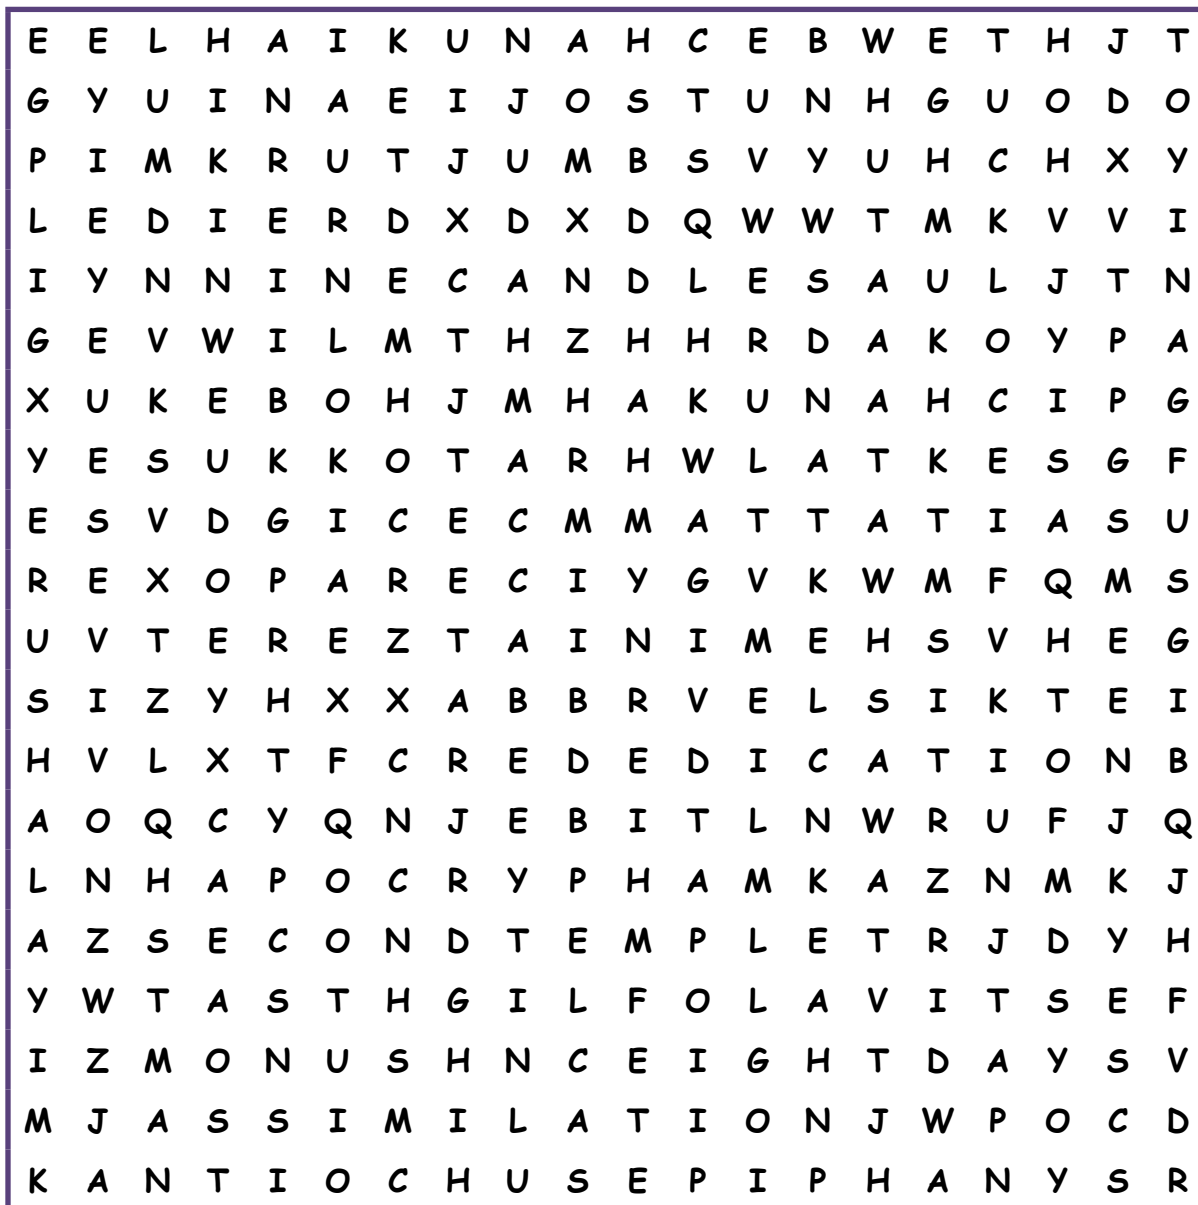 E E L H A I K U N A H C E B W E T H J T
G Y U I N A E I J O S T U N H G U O D O
P I M K R U T J U M B S V Y U H C H X Y
L E D I E R D X D X D Q W W T M K V V I
I Y N N I N E C A N D L E S A U L J T N
G E V W I L M T H Z H H R D A K O Y P A
X U K E B O H J M H A K U N A H C I P G
Y E S U K K O T A R H W L A T K E S G F
E S V D G I C E C M M A T T A T I A S U
R E X O P A R E C I Y G V K W M F Q M S
U V T E R E Z T A I N I M E H S V H E G
S I Z Y H X X A B B R V E L S I K T E I
H V L X T F C R E D E D I C A T I O N B
A O Q C Y Q N J E B I T L N W R U F J Q
L N H A P O C R Y P H A M K A Z N M K J
A Z S E C O N D T E M P L E T R J D Y H
Y W T A S T H G I L F O L A V I T S E F
I Z M O N U S H N C E I G H T D A Y S V
M J A S S I M I L A T I O N J W P O C D
K A N T I O C H U S E P I P H A N Y S R